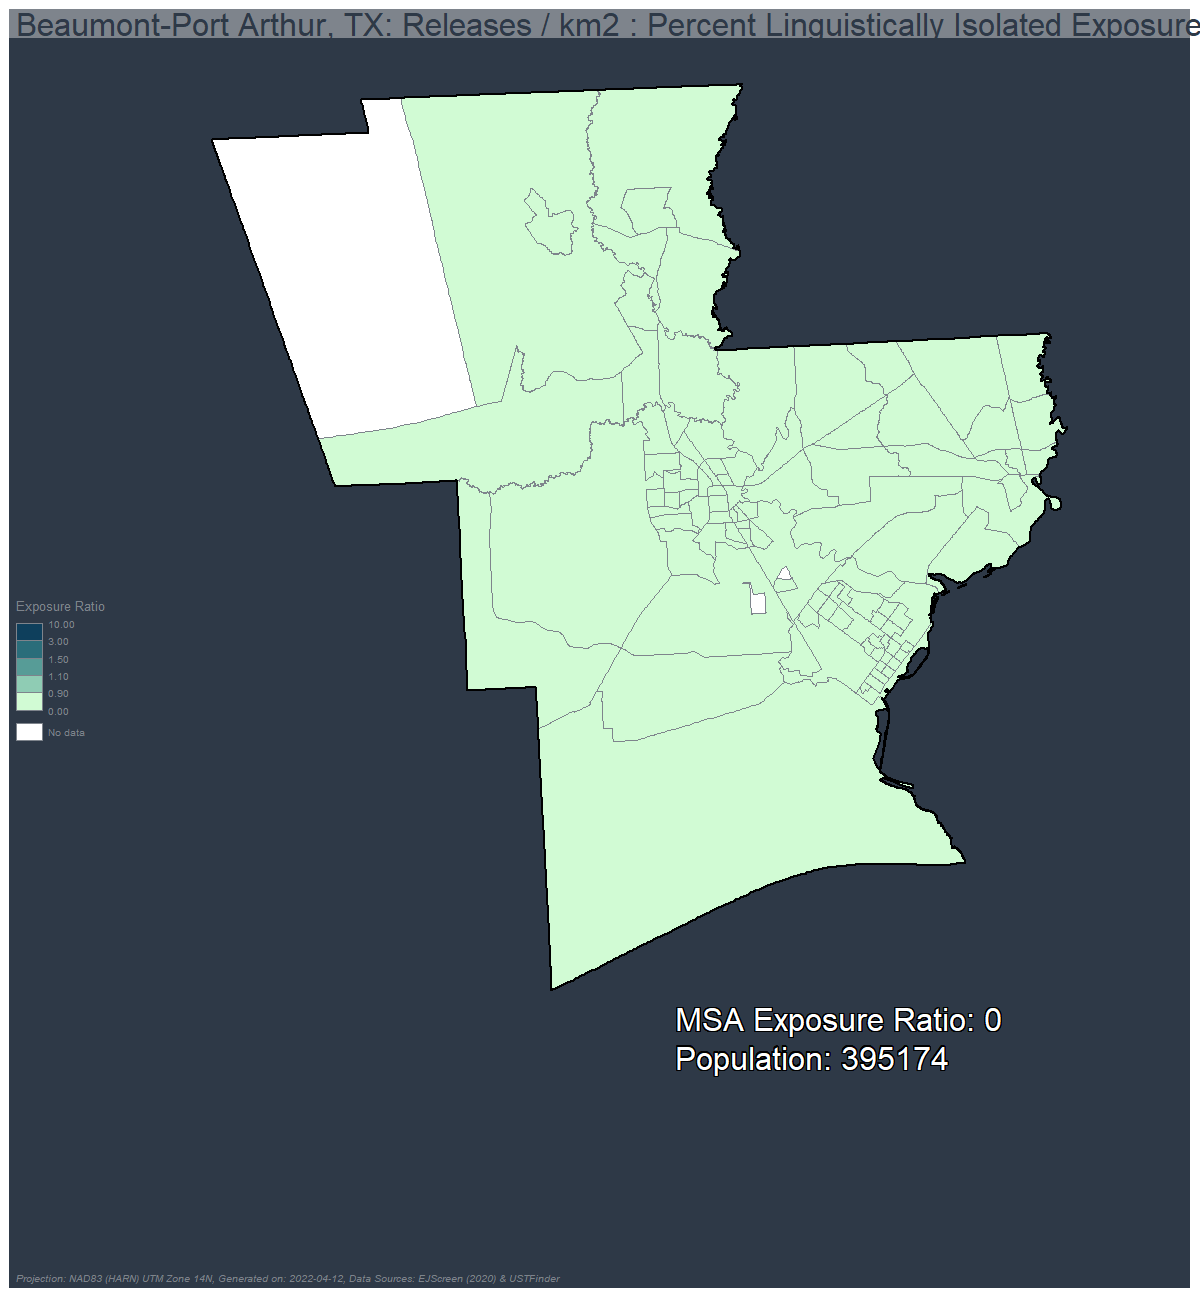 Beaumont-Port Arthur, TX: Releases / km2 : Percent Linguistically Isolated Exposure
Exposure Ratio
10.00
3.00
1.50
1.10
0.90
0.00
No data
MSA Exposure Ratio: 0
Population: 395174
Projection: NAD83 (HARN) UTM Zone 14N, Generated on: 2022-04-12, Data Sources: EJScreen (2020) & USTFinder